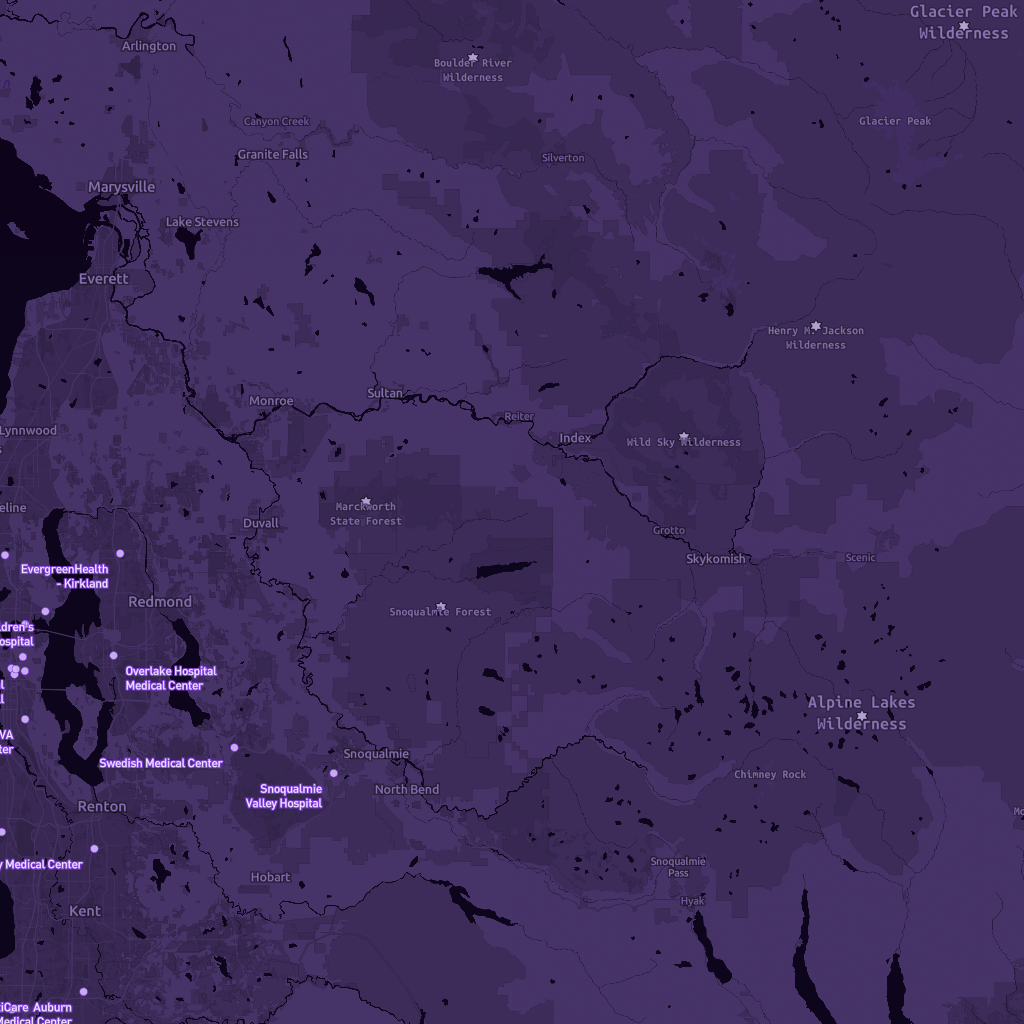 Glacier Peak
Wilderness
Arlington
Boulder River
Wilderness
Canyon Creek
Glacier Peak
Granite Falls
Silverton
Marysville
Lake Stevens
Everett
Henry M. Jackson
Wilderness
Sultan
Monroe
Reiter
Lynnwood
Index
Wild Sky Wilderness
Marckworth
State Forest
eline
Duvall
Grotto
Skykomish
Scenic
EvergreenHealth
- Kirkland
Redmond
Snoqualmie Forest
ldren's
ospital
Overlake Hospital
Medical Center
l
l
Alpine Lakes
Wilderness
VA
ter
Swedish Medical Center
Snoqualmie
Chimney Rock
Snoqualmie
Valley Hospital
North Bend
Renton
y Medical Center
Snoqualmie
Pass
Hobart
Hyak
Kent
tiCare Auburn
Medical Center